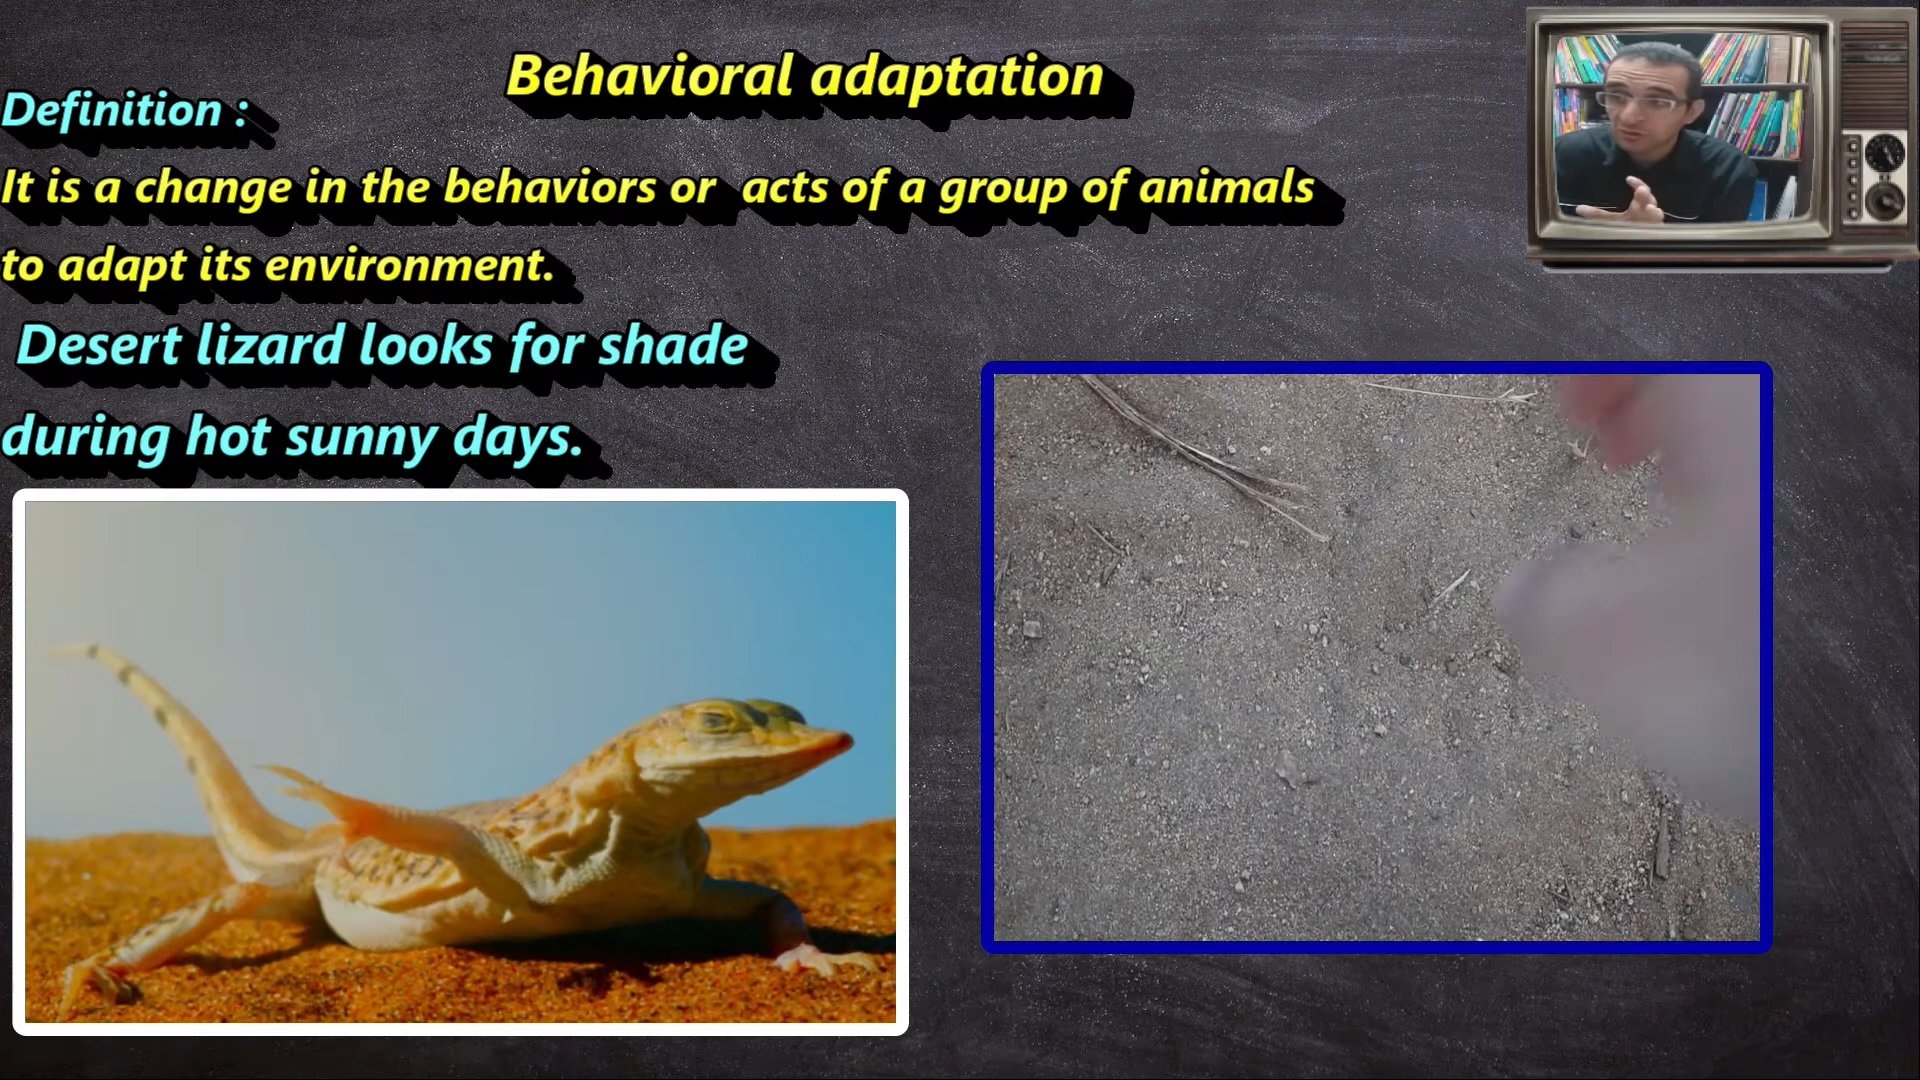 Behavioral adaptation
Definition :
It is a change in the behaviors or acts of a group of animals
to adapt its environment.
Desert lizard looks for shade
during hot sunny days.